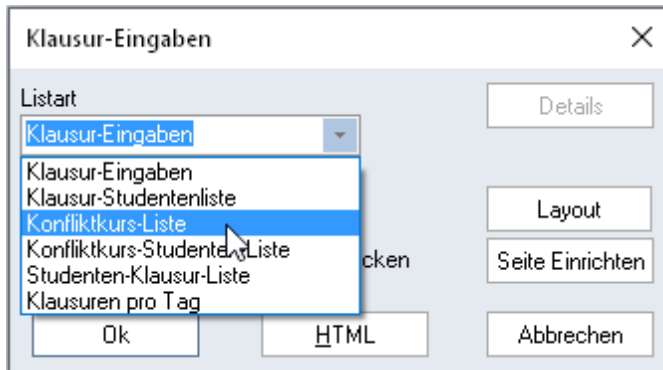 Klausur-Eingaben
Listart
Details
Klausur-Eingaben
Klausur-Eingaben
Klausur-Studentenliste
Konfliktkurs-Liste
Layout
Konfliktkurs-Studenten-Liste
cken
Seite Einrichten
Studenten-Klausur-Liste
Klausuren pro Tag
Ok
HTML
Abbrechen